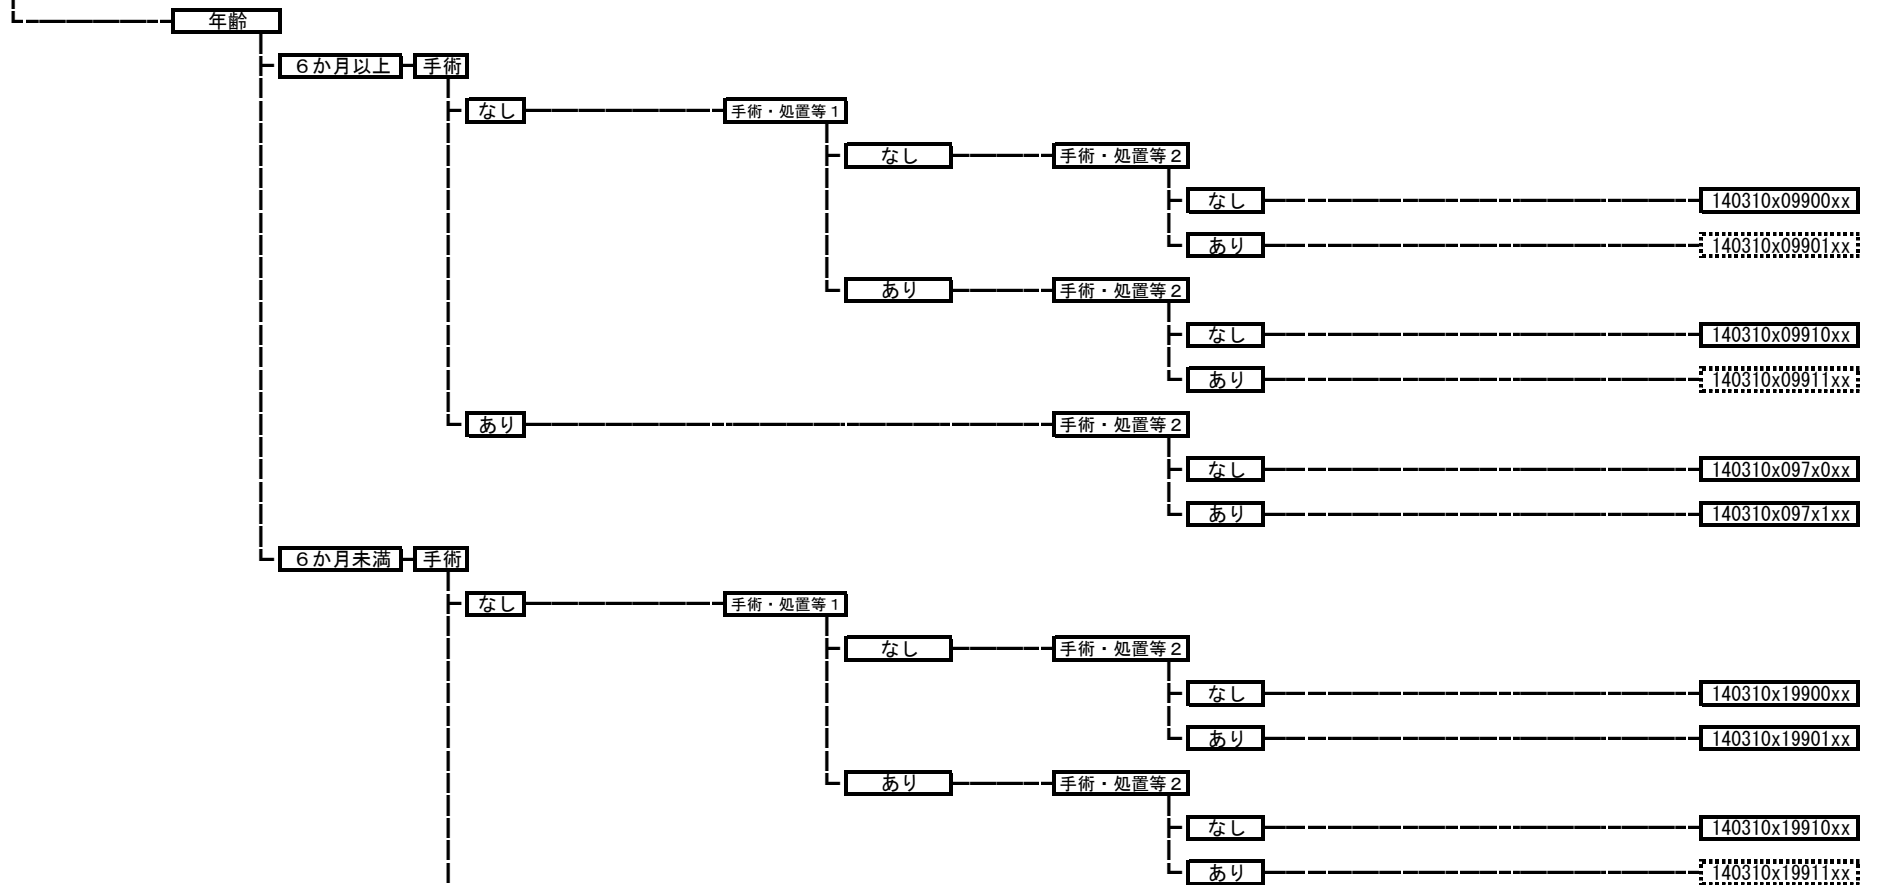 年齢
６か月以上 手術
なし 手術・処置等１
なし 手術・処置等２
なし 140310x09900xx
あり 140310x09901xx
あり 手術・処置等２
なし 140310x09910xx
あり 140310x09911xx
あり 手術・処置等２
なし 140310x097x0xx
あり 140310x097x1xx
６か月未満 手術
なし 手術・処置等１
なし 手術・処置等２
なし 140310x19900xx
あり 140310x19901xx
あり 手術・処置等２
なし 140310x19910xx
あり 140310x19911xx